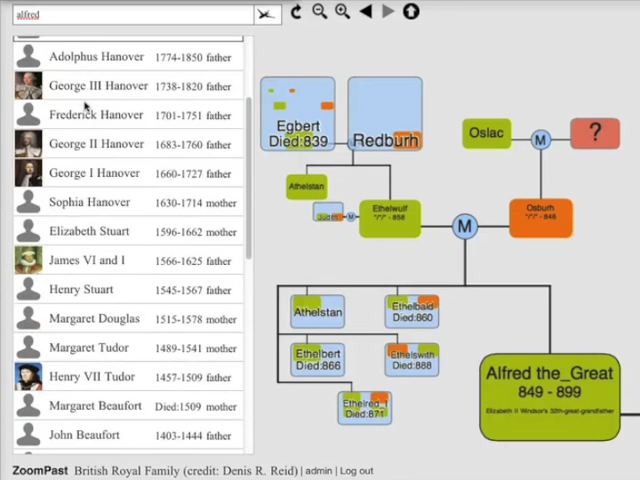 alfred
Adolphus Hanover 1774-1850 father
George III Hanover 1738-1820 father
Frederick Hanover 1701-1751 father
George II Hanover 1683-1760 father
George I Hanover 1660-1727 father
Sophia Hanover 1630-1714 mother
Elizabeth Stuart 1596-1662 mother
James VI and I 1566-1625 father
Henry Stuart 1545-1567 father
Margaret Douglas 1515-1578 mother
Margaret Tudor 1489-1541 mother
Henry VII Tudor 1457-1509 father
Margaret Beaufort Died:1509 mother
John Beaufort 1403-1444 father
Egbert
Died:839
Redburh
Oslac
M
?
Athelstan
Judith
M
Ethelwulf
"/"/" - 858
M
Osburh
"/"/" - 846
Athelstan
Ethelbald
Died:860
Ethelbert
Died:866
Ethelswith
Died:888
Ethelred_I
Died:871
Alfred the_Great
849 - 899
Elizabeth II Windsor's 32th-great-grandfather
ZoomPast British Royal Family (credit: Denis R. Reid) | admin | Log out